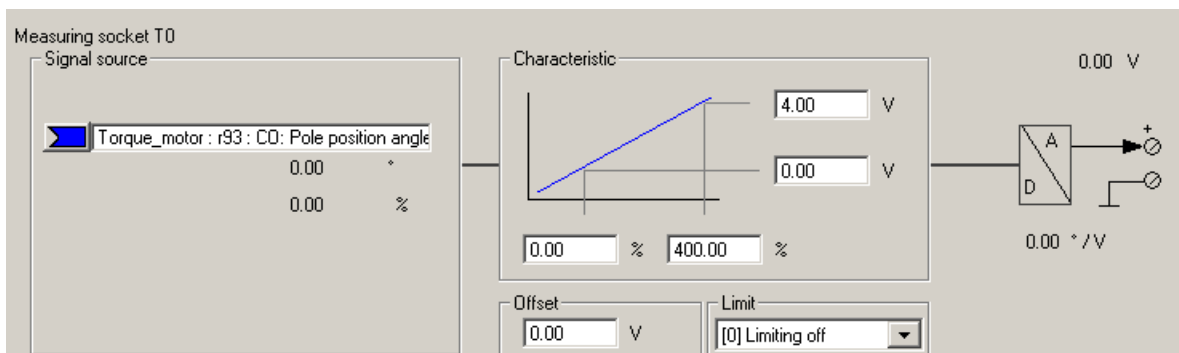 Measuring socket T0
Signal source
Characteristic
0.00 V
4.00 V
Torque_motor : r93 : CO: Pole position angle
0.00 °
0.00 V
0.00 %
A
D
+
0.00 % 400.00 %
0.00 ° / V
Offset
Limit
0.00 V
[0] Limiting off